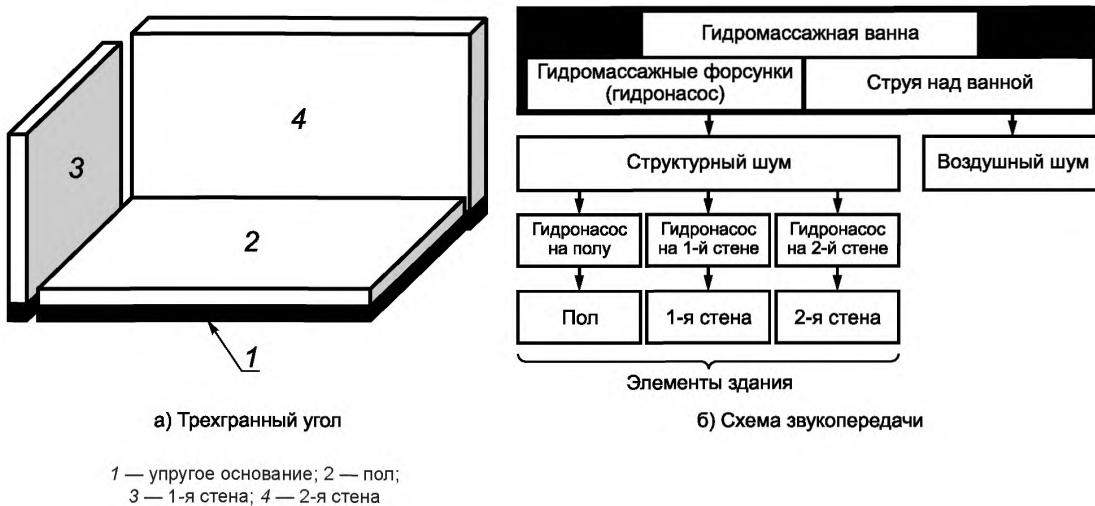 3
4
2
1
а) Трехгранный угол
1 — упругое основание; 2 — пол;
3 — 1-я стена; 4 — 2-я стена
Гидромассажная ванна
Гидромассажные форсунки
(гидронасос)
Струя над ванной
Структурный шум
Воздушный шум
Гидронасос
на полу
Гидронасос
на 1-й стене
Гидронасос
на 2-й стене
Пол
1-я стена
2-я стена
Элементы здания
б) Схема звукопередачи